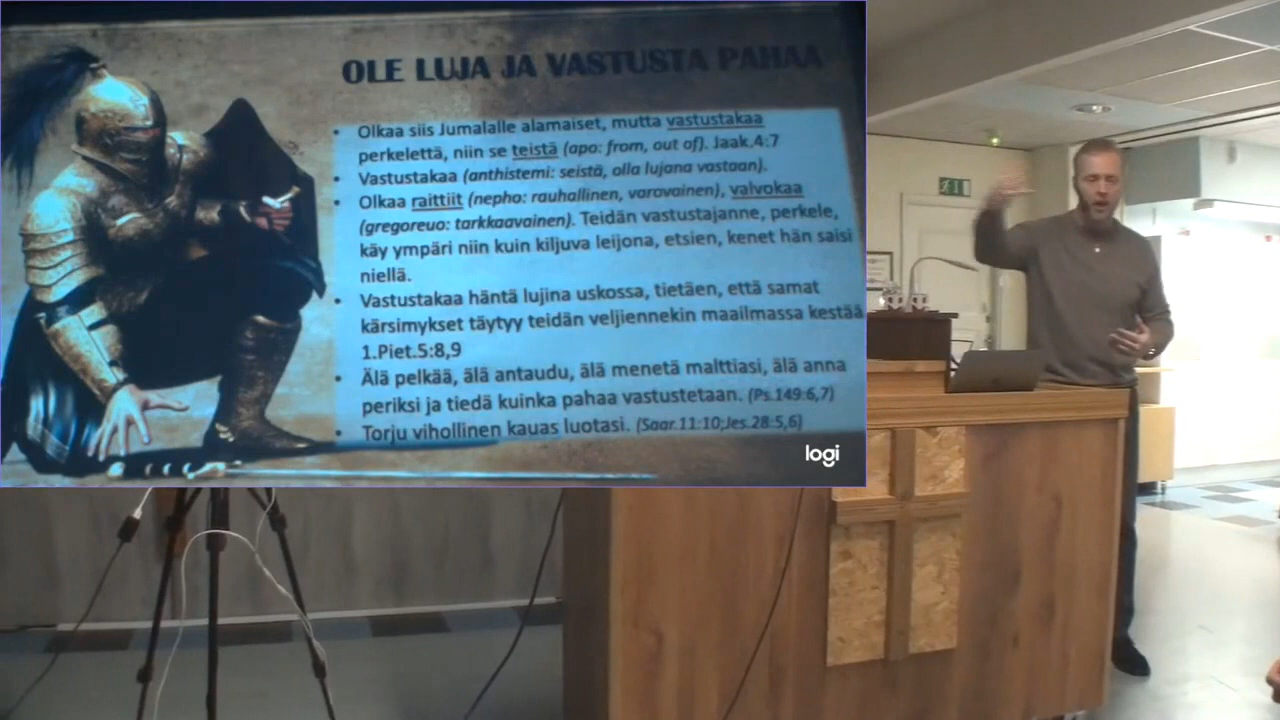 OLE LUJA JA VASTUSTA PAHAA
• Olkaa siis Jumalalle alamaiset, mutta vastustakaa
perkelettä, niin se teistä (apo: from, out of). Jaak.4:7
• Vastustakaa (anthistemi: seistä, olla lujana vastaan).
• Olkaa raittiit (nepho: rauhallinen, varovainen), valvokaa
(gregoreuo: tarkkaavainen). Teidän vastustajanne, perkele,
käy ympäri niin kuin kiljuva leijona, etsien, kenet hän saisi
niellä.
• Vastustakaa häntä lujina uskossa, tietäen, että samat
kärsimykset täytyy teidän veljiennekin maailmassa kestää
1.Piet.5:8,9
• Älä pelkää, älä antaudu, älä menetä malttiasi, älä anna
periksi ja tiedä kuinka pahaa vastustetaan. (Ps.149:6,7)
• Torju vihollinen kauas luotasi. (Saar.11:10;Jes.28:5,6)
logi